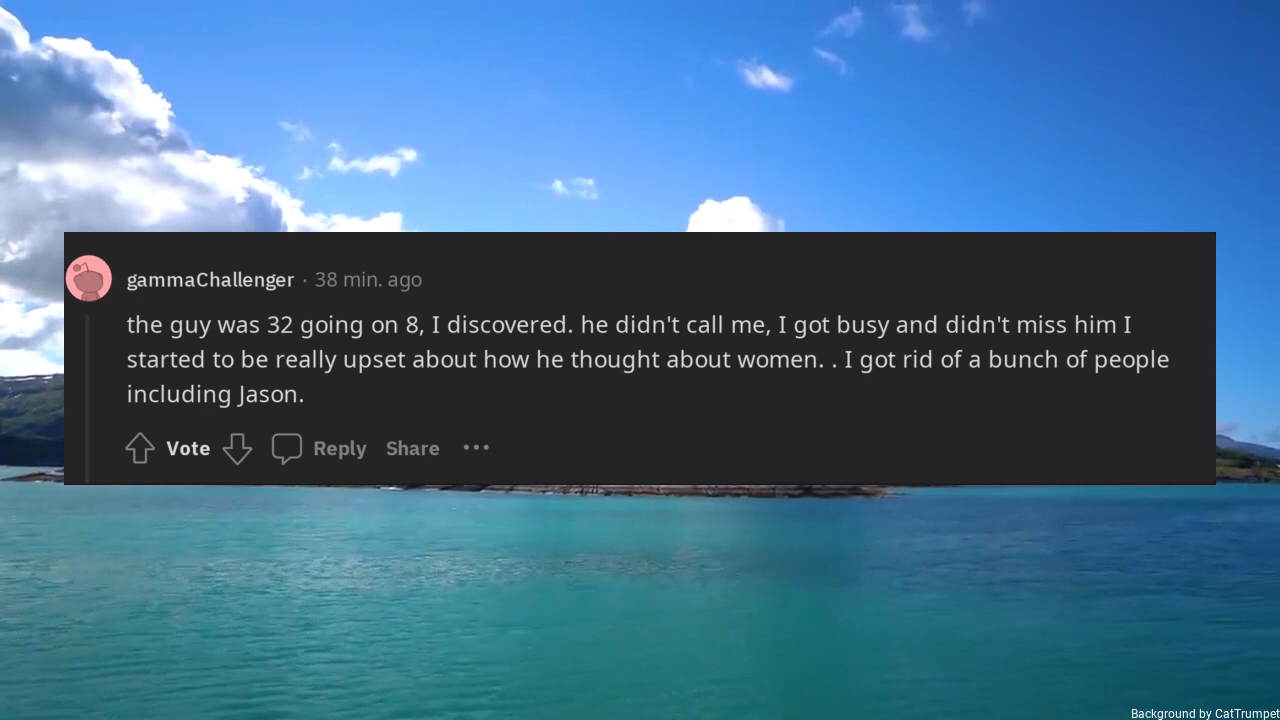 gammaChallenger · 38 min. ago
the guy was 32 going on 8, I discovered. he didn't call me, I got busy and didn't miss him I
started to be really upset about how he thought about women. . I got rid of a bunch of people
including Jason.
Vote Reply Share •••
Background by CatTrumpet